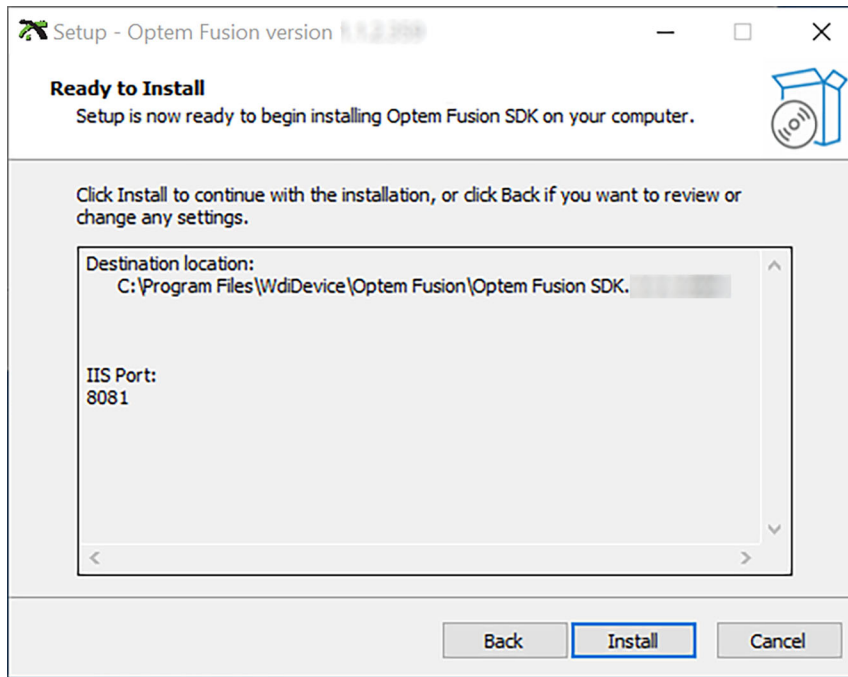 Setup - Optem Fusion version
Ready to Install
Setup is now ready to begin installing Optem Fusion SDK on your computer.
Click Install to continue with the installation, or click Back if you want to review or
change any settings.
Destination location:
C:\Program Files\WdiDevice\Optem Fusion\Optem Fusion SDK.
IIS Port:
8081
Back
Install
Cancel